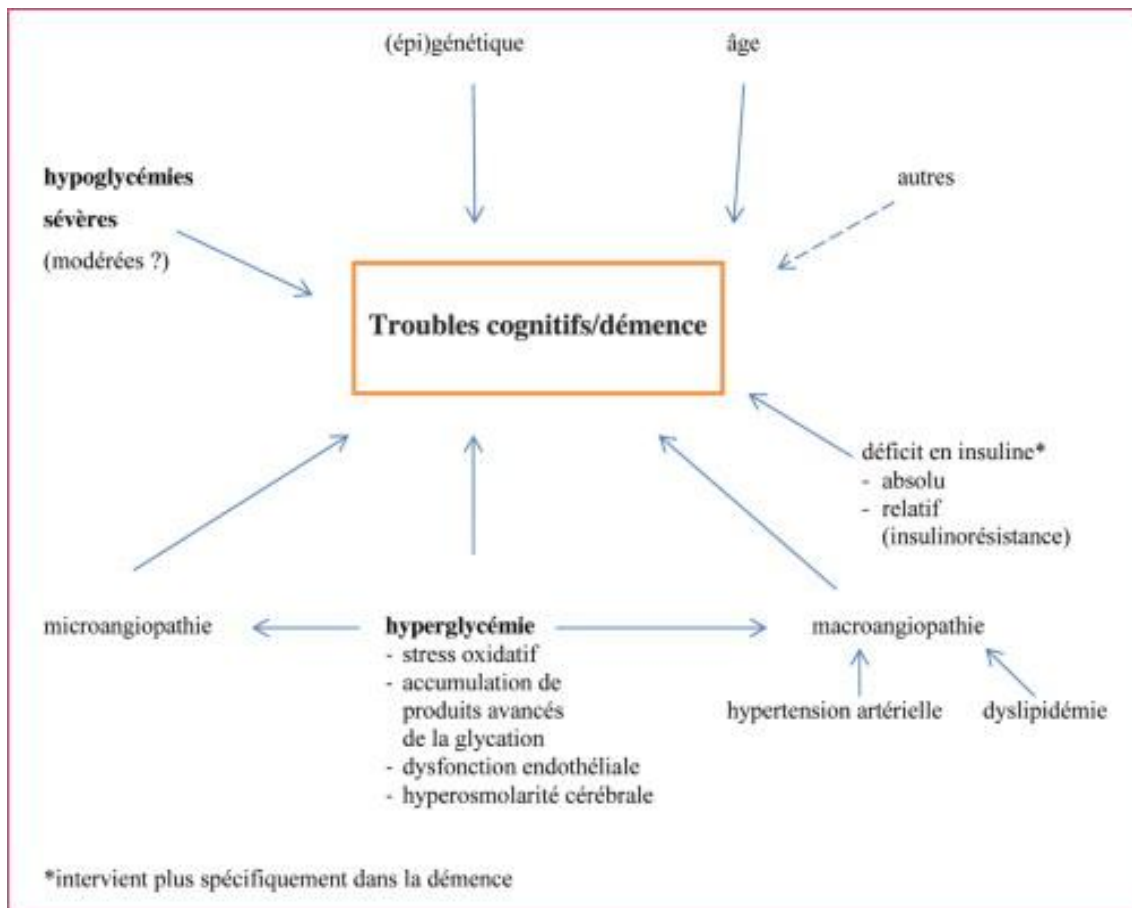 (épi)génétique
âge
hypoglycémies
sévères
(modérées ?)
autres
Troubles cognitifs/démence
déficit en insuline*
- absolu
- relatif
(insulinorésistance)
microangiopathie
hyperglycémie
- stress oxidatif
- accumulation de
produits avancés
de la glycation
- dysfonction endothéliale
- hyperosmolarité cérébrale
macroangiopathie
hypertension artérielle
dyslipidémie
*intervient plus spécifiquement dans la démence